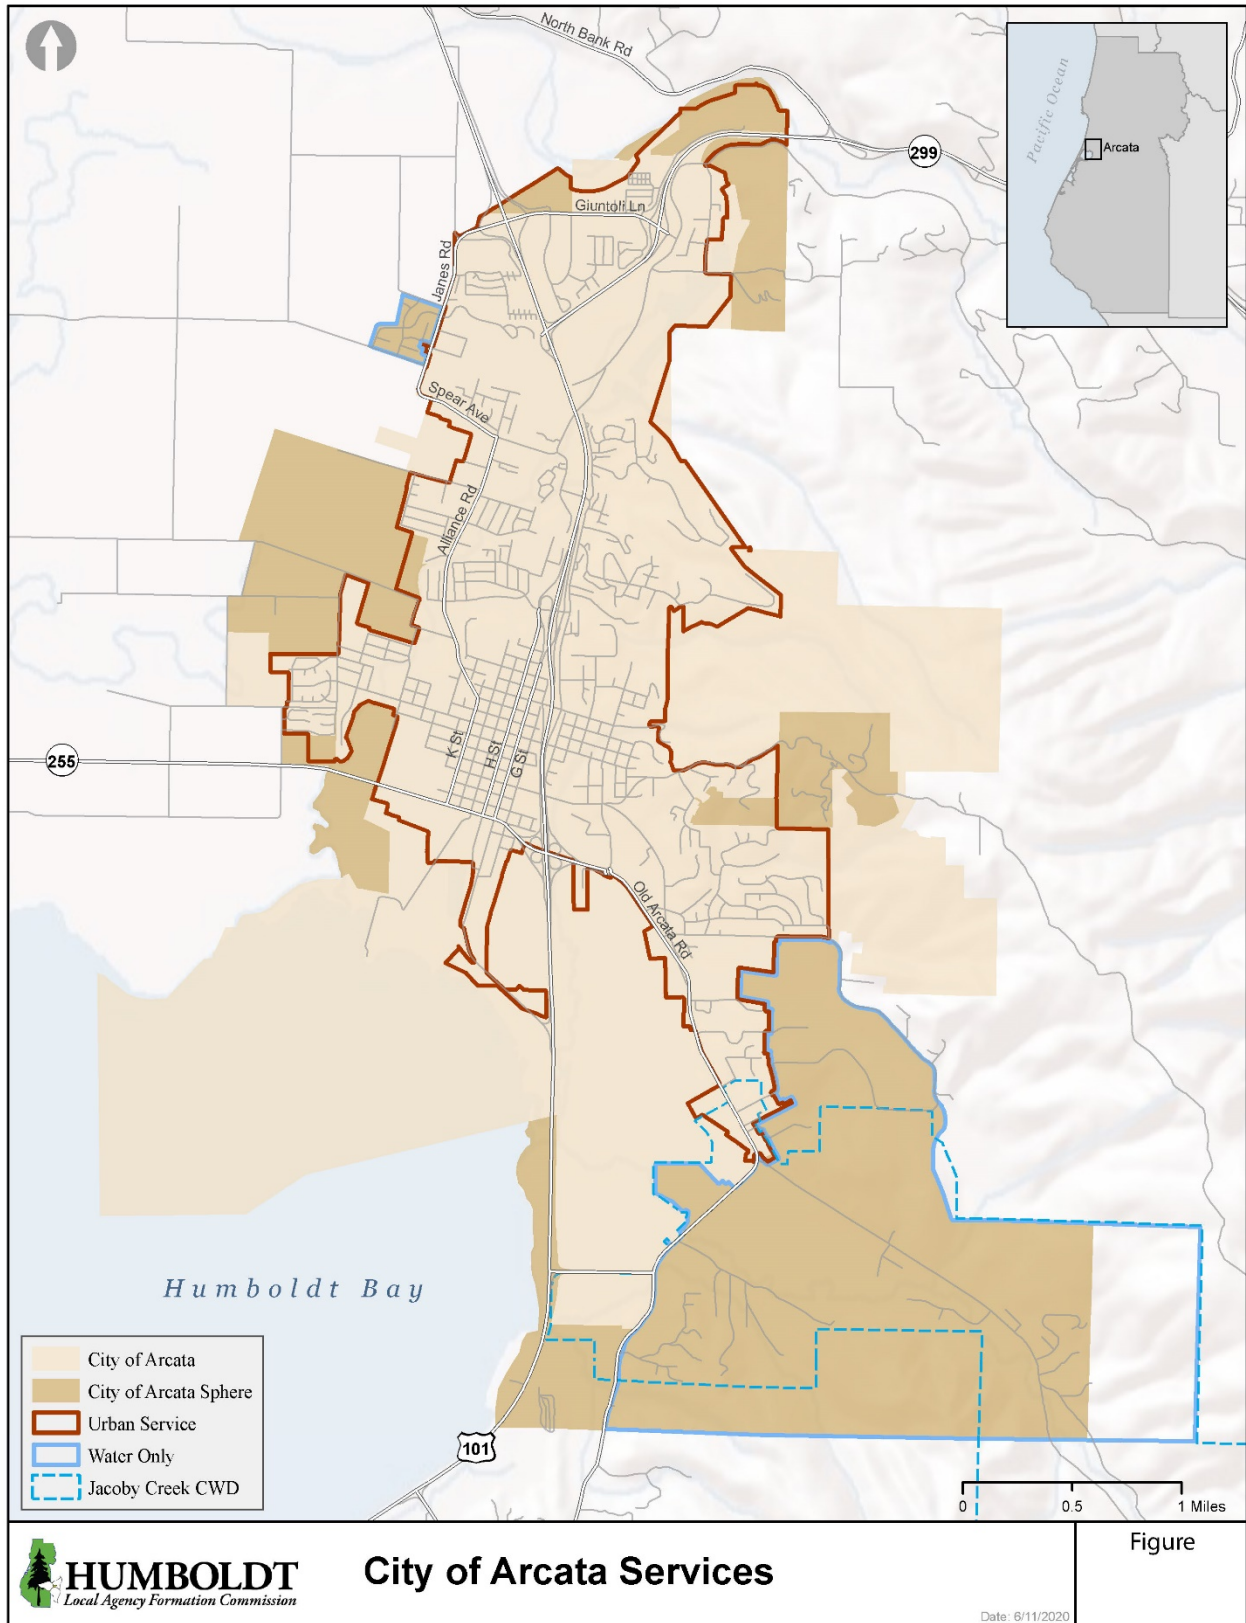 North Bank Rd
299
Pacific Ocean
Arcata
Giuntoli Ln
Janes Rd
Spear Ave
Alliance Rd
K St
H St
G St
255
Old Arcata Rd
Humboldt Bay
City of Arcata
City of Arcata Sphere
Urban Service
Water Only
Jacoby Creek CWD
101
0 0.5 1 Miles
HUMBOLDT
Local Agency Formation Commission
City of Arcata Services
Figure
Date: 6/11/2020